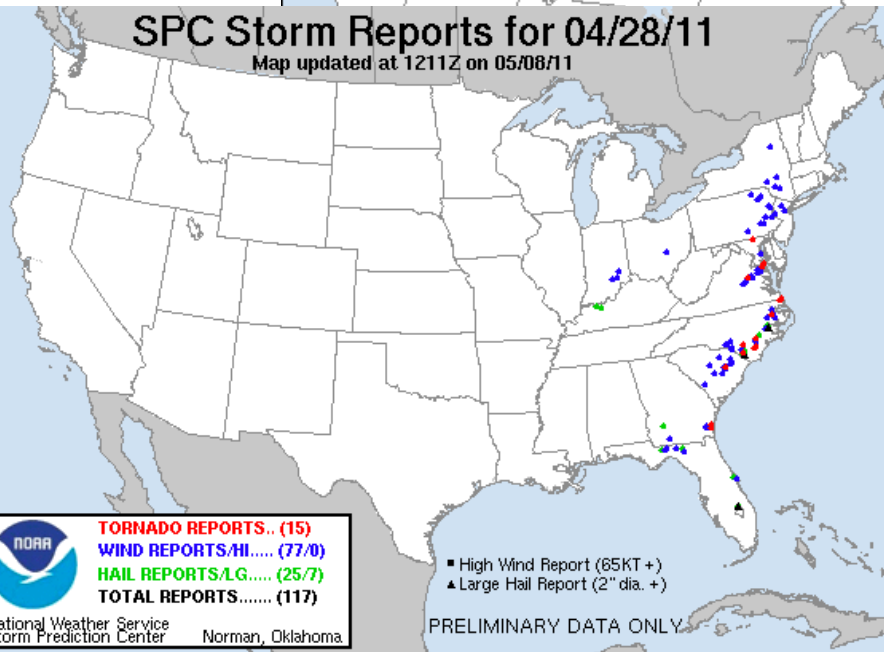 SPC Storm Reports for 04/28/11
Map updated at 1211Z on 05/08/11
NOAA
TORNADO REPORTS.. (15)
WIND REPORTS/HI..... (77/0)
HAIL REPORTS/LG..... (25/7)
TOTAL REPORTS....... (117)
ational Weather Service
torm Prediction Center Norman, Oklahoma
■ High Wind Report (65KT +)
▲ Large Hail Report (2" dia. +)
PRELIMINARY DATA ONLY